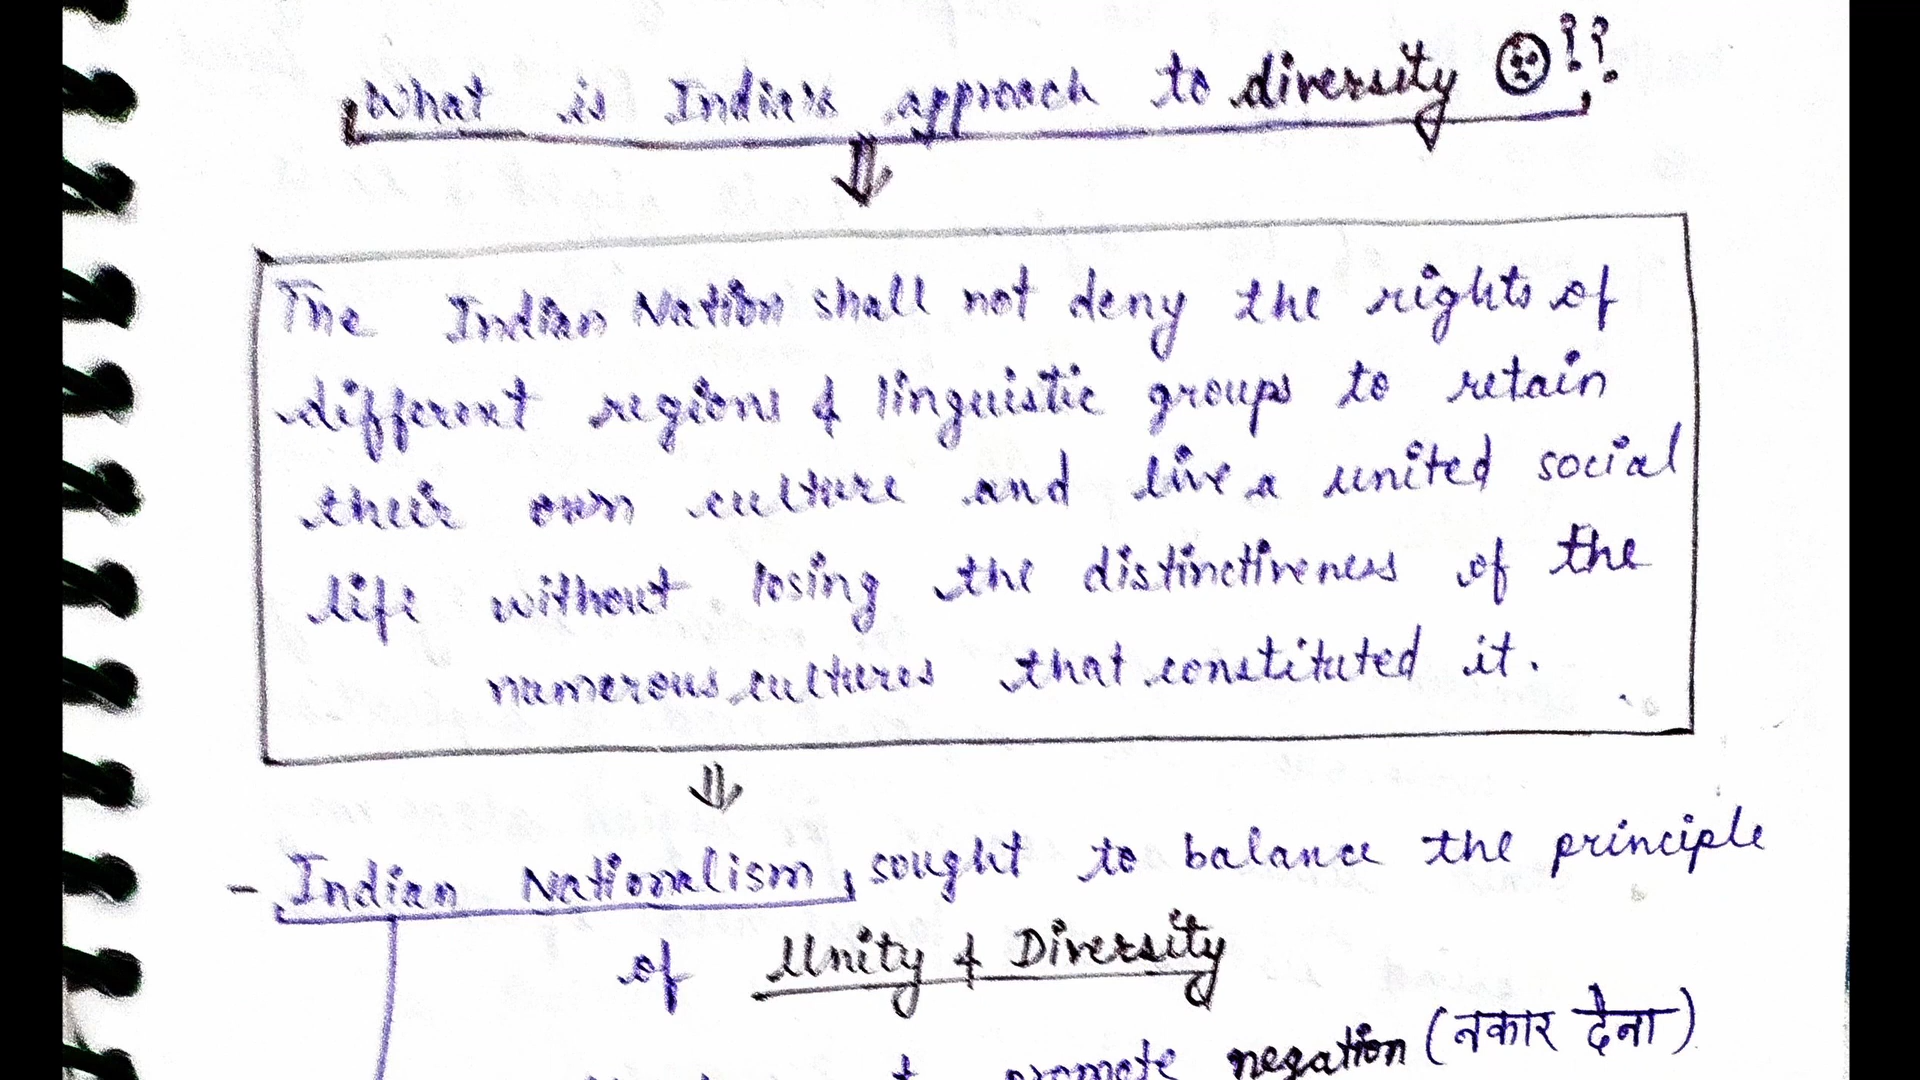 What is India's approach to diversity ??
The Indian Nation shall not deny the rights of
different regions & linguistic groups to retain
their own culture and live a united social
life without losing the distinctiveness of the
numerous cultures that constituted it.
- Indian Nationalism, sought to balance the principle
of Unity & Diversity
promote negation (नकार देना)